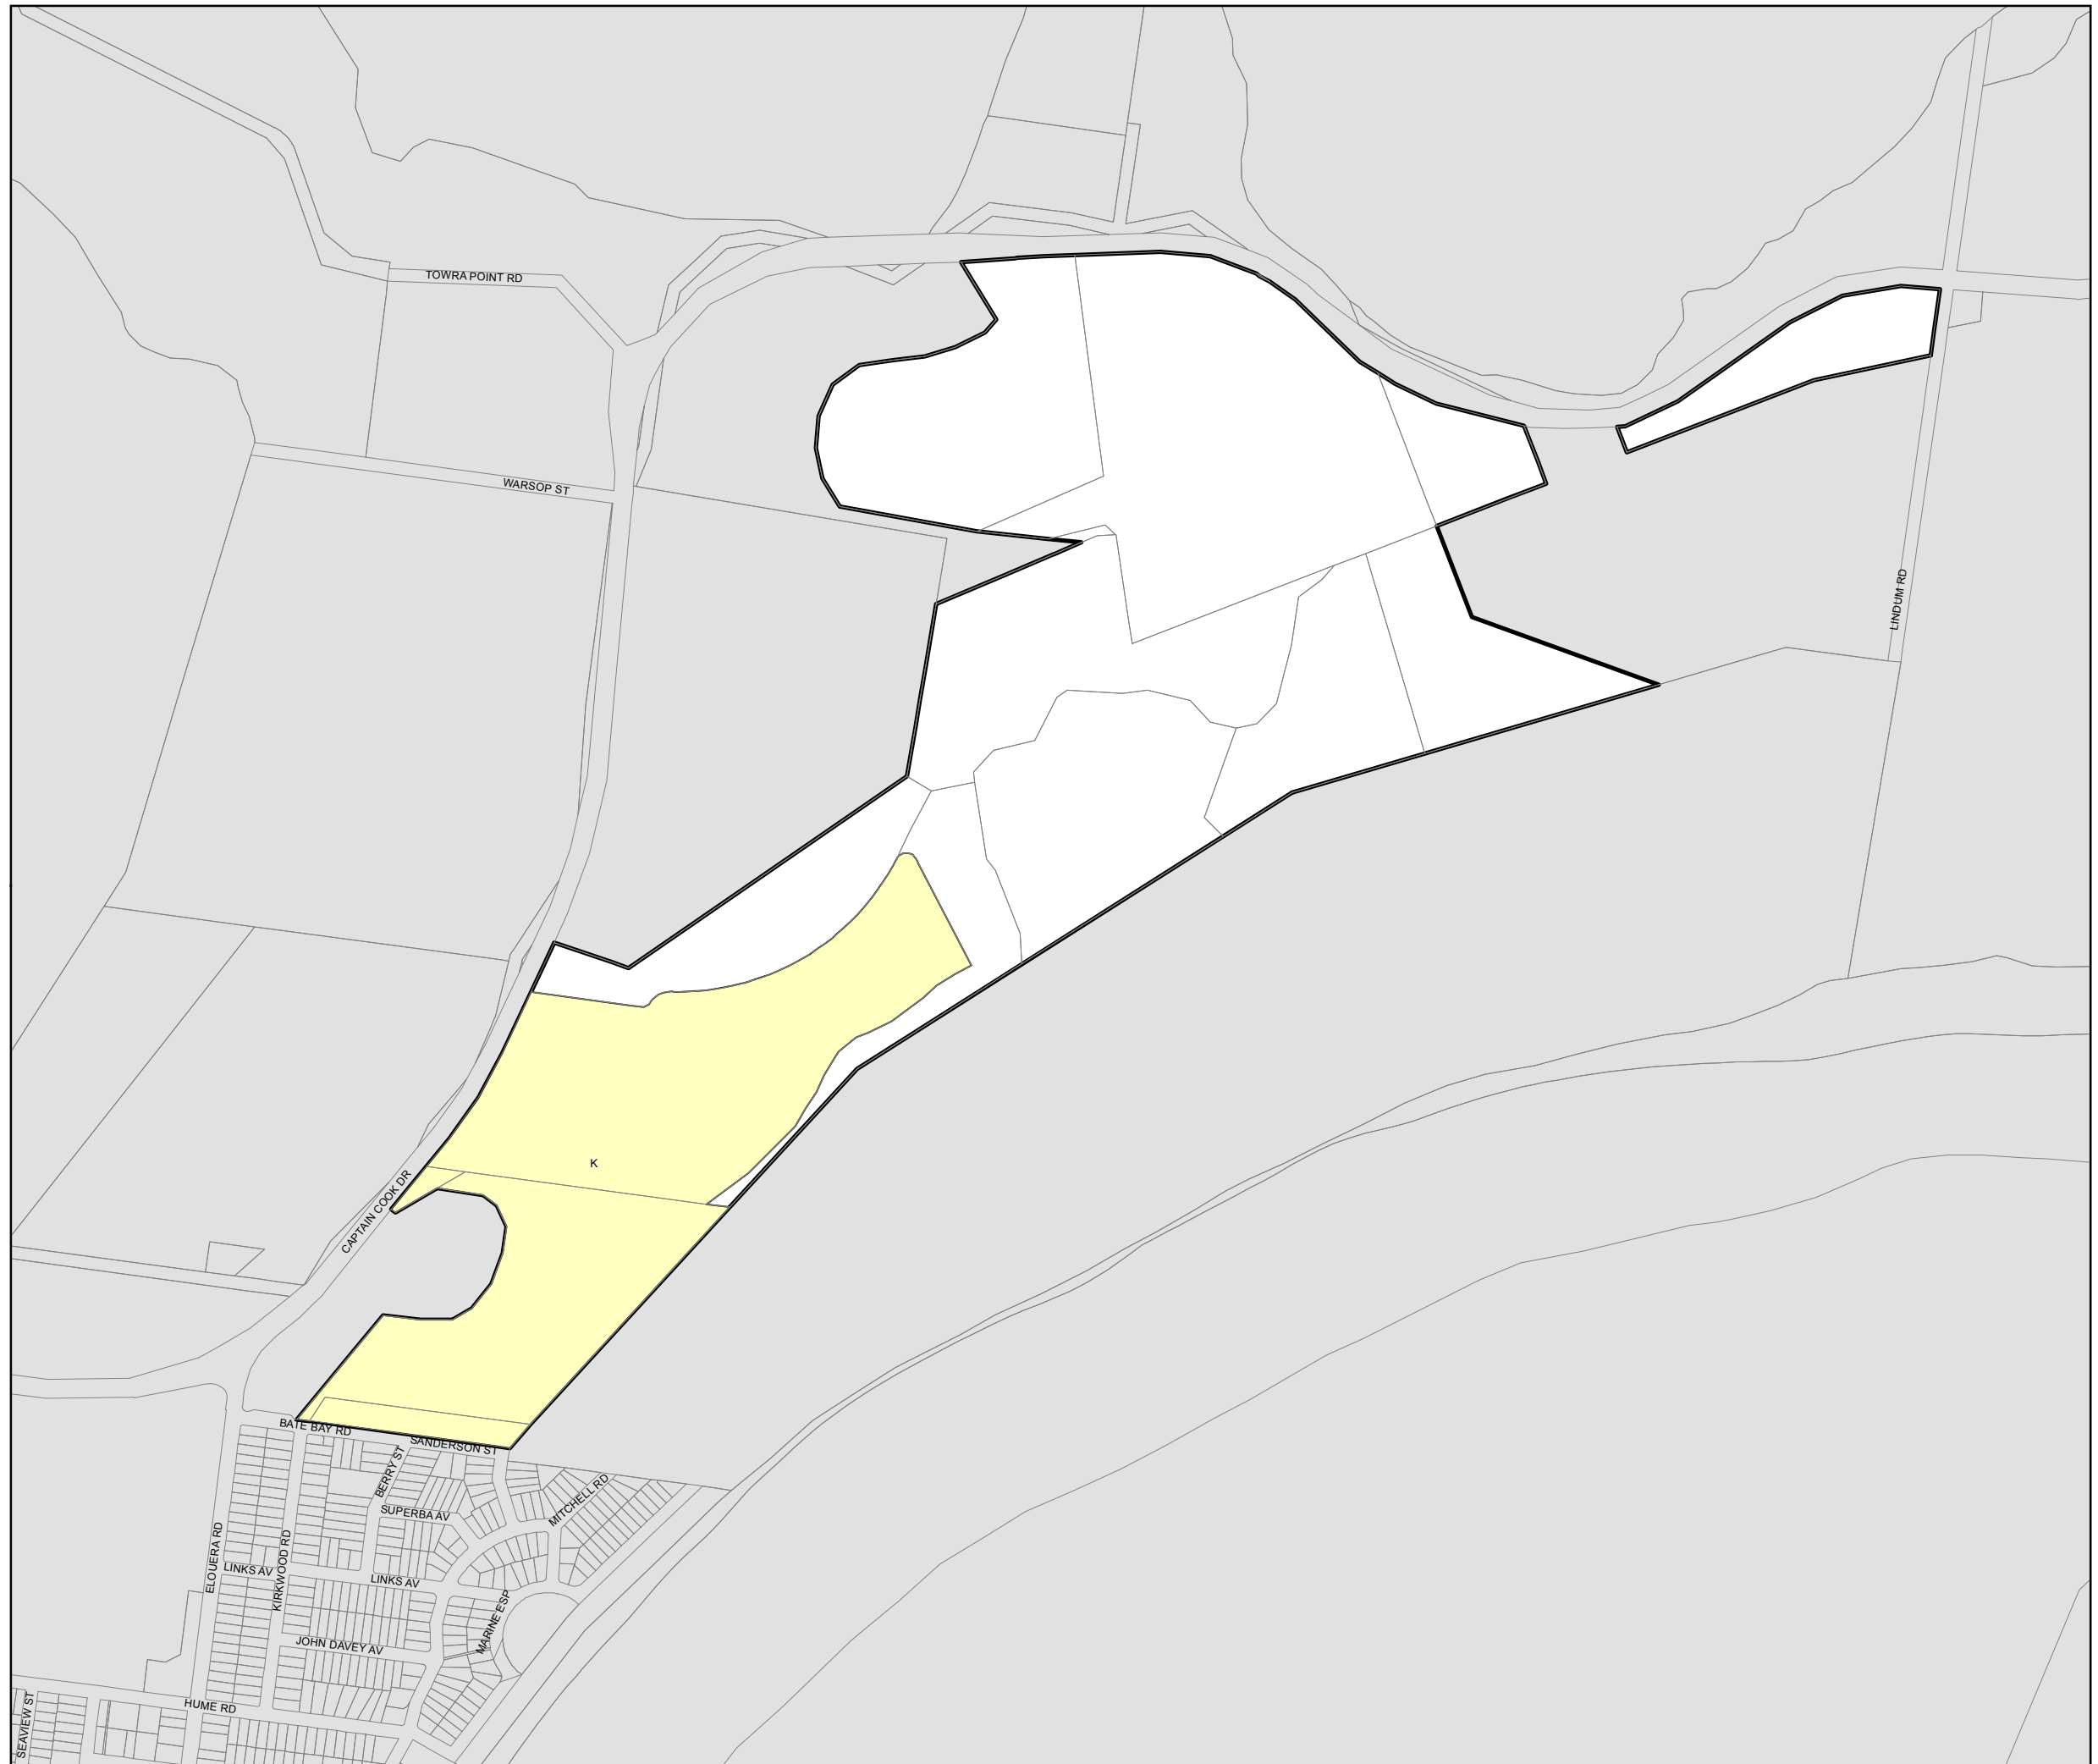 TOWRA POINT RD
WARSOP ST
LINDUM RD
K
CAPTAIN COOK DR
BATE BAY RD
SANDERSON ST
BERRY ST
MITCHELL RD
SUPERBA AV
ELOUERA RD
KIRKWOOD RD
LINKS AV
LINKS AV
MARINE ESP
JOHN DAVEY AV
HUME RD
SEAVIEW ST